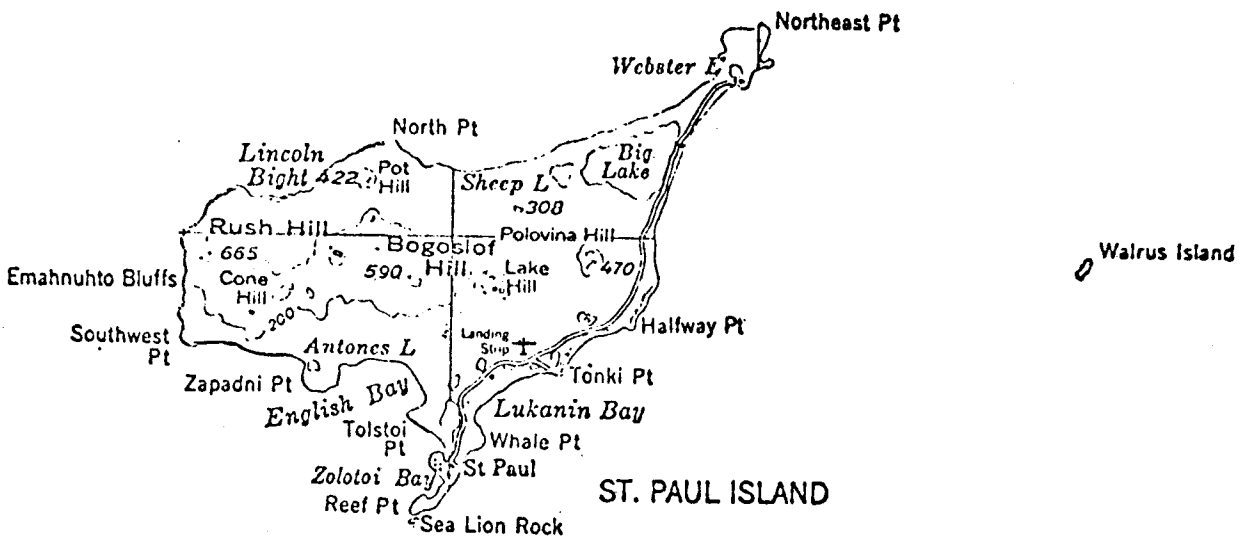 Northeast Pt
Webster L
North Pt
Lincoln
Bight
422
Pot
Hill
Big
Lake
Sheep L
308
Rush Hill
Bogoslof
Hill
Polovina Hill
665
590
470
Walrus Island
Emahnuhto Bluffs
Cone
Hill
Lake
Hill
200
Southwest
Pt
Landing
Strip
Halfway Pt
Antones L
Zapadni Pt
Tonki Pt
English Bay
Lukanin Bay
Tolstoi
Pt
Whale Pt
Zolotoi Bay
St Paul
Reef Pt
Sea Lion Rock
ST. PAUL ISLAND